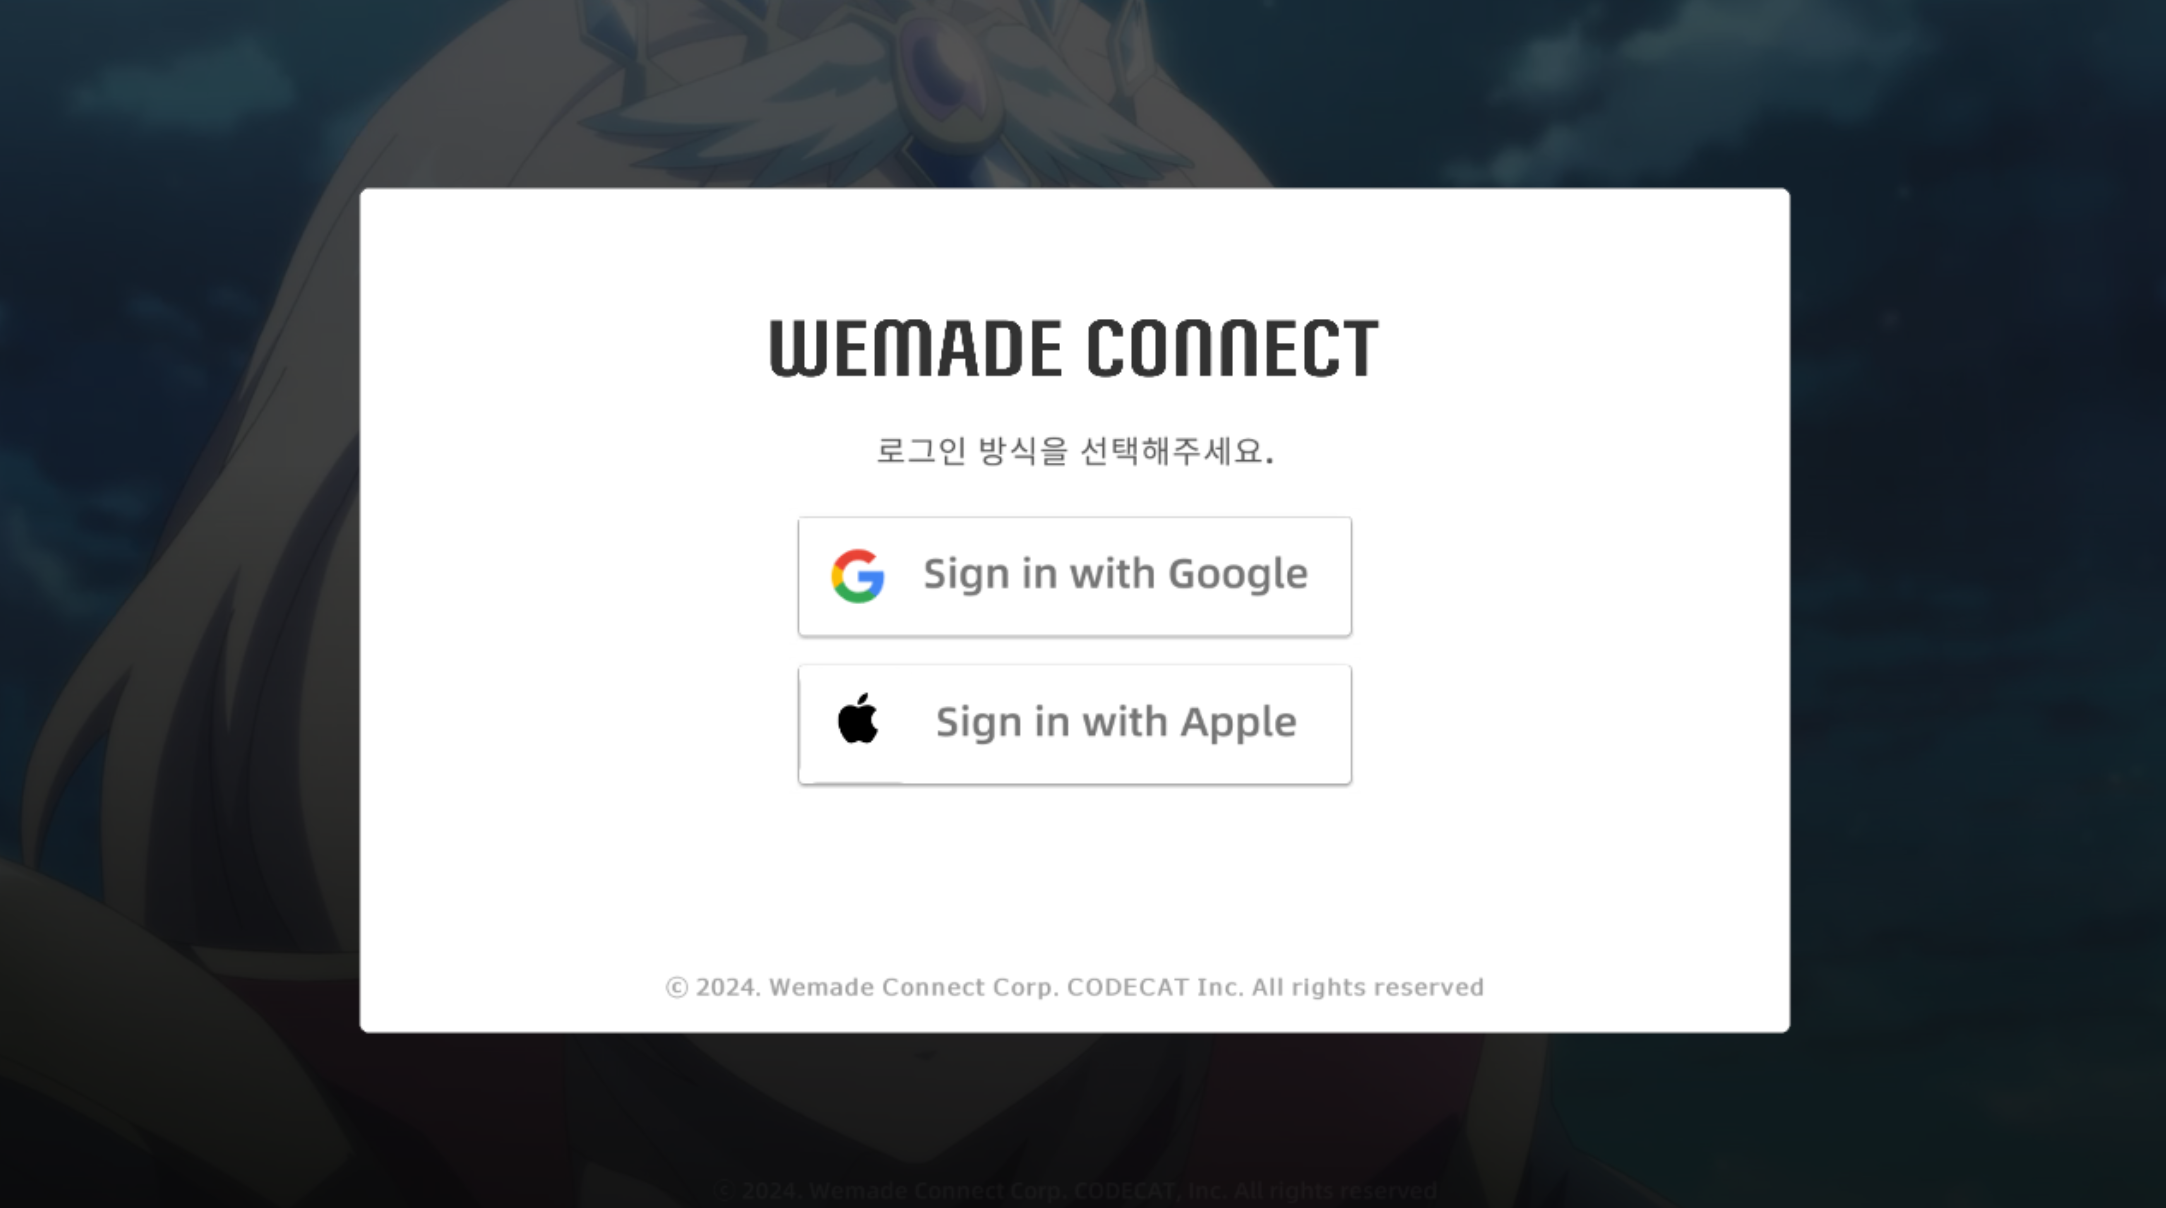 WEMADE CONNECT
로그인 방식을 선택해주세요.
Sign in with Google
Sign in with Apple
© 2024. Wemade Connect Corp. CODECAT Inc. All rights reserved
© 2024. Wemade Connect Corp. CODECAT, Inc. All rights reserved